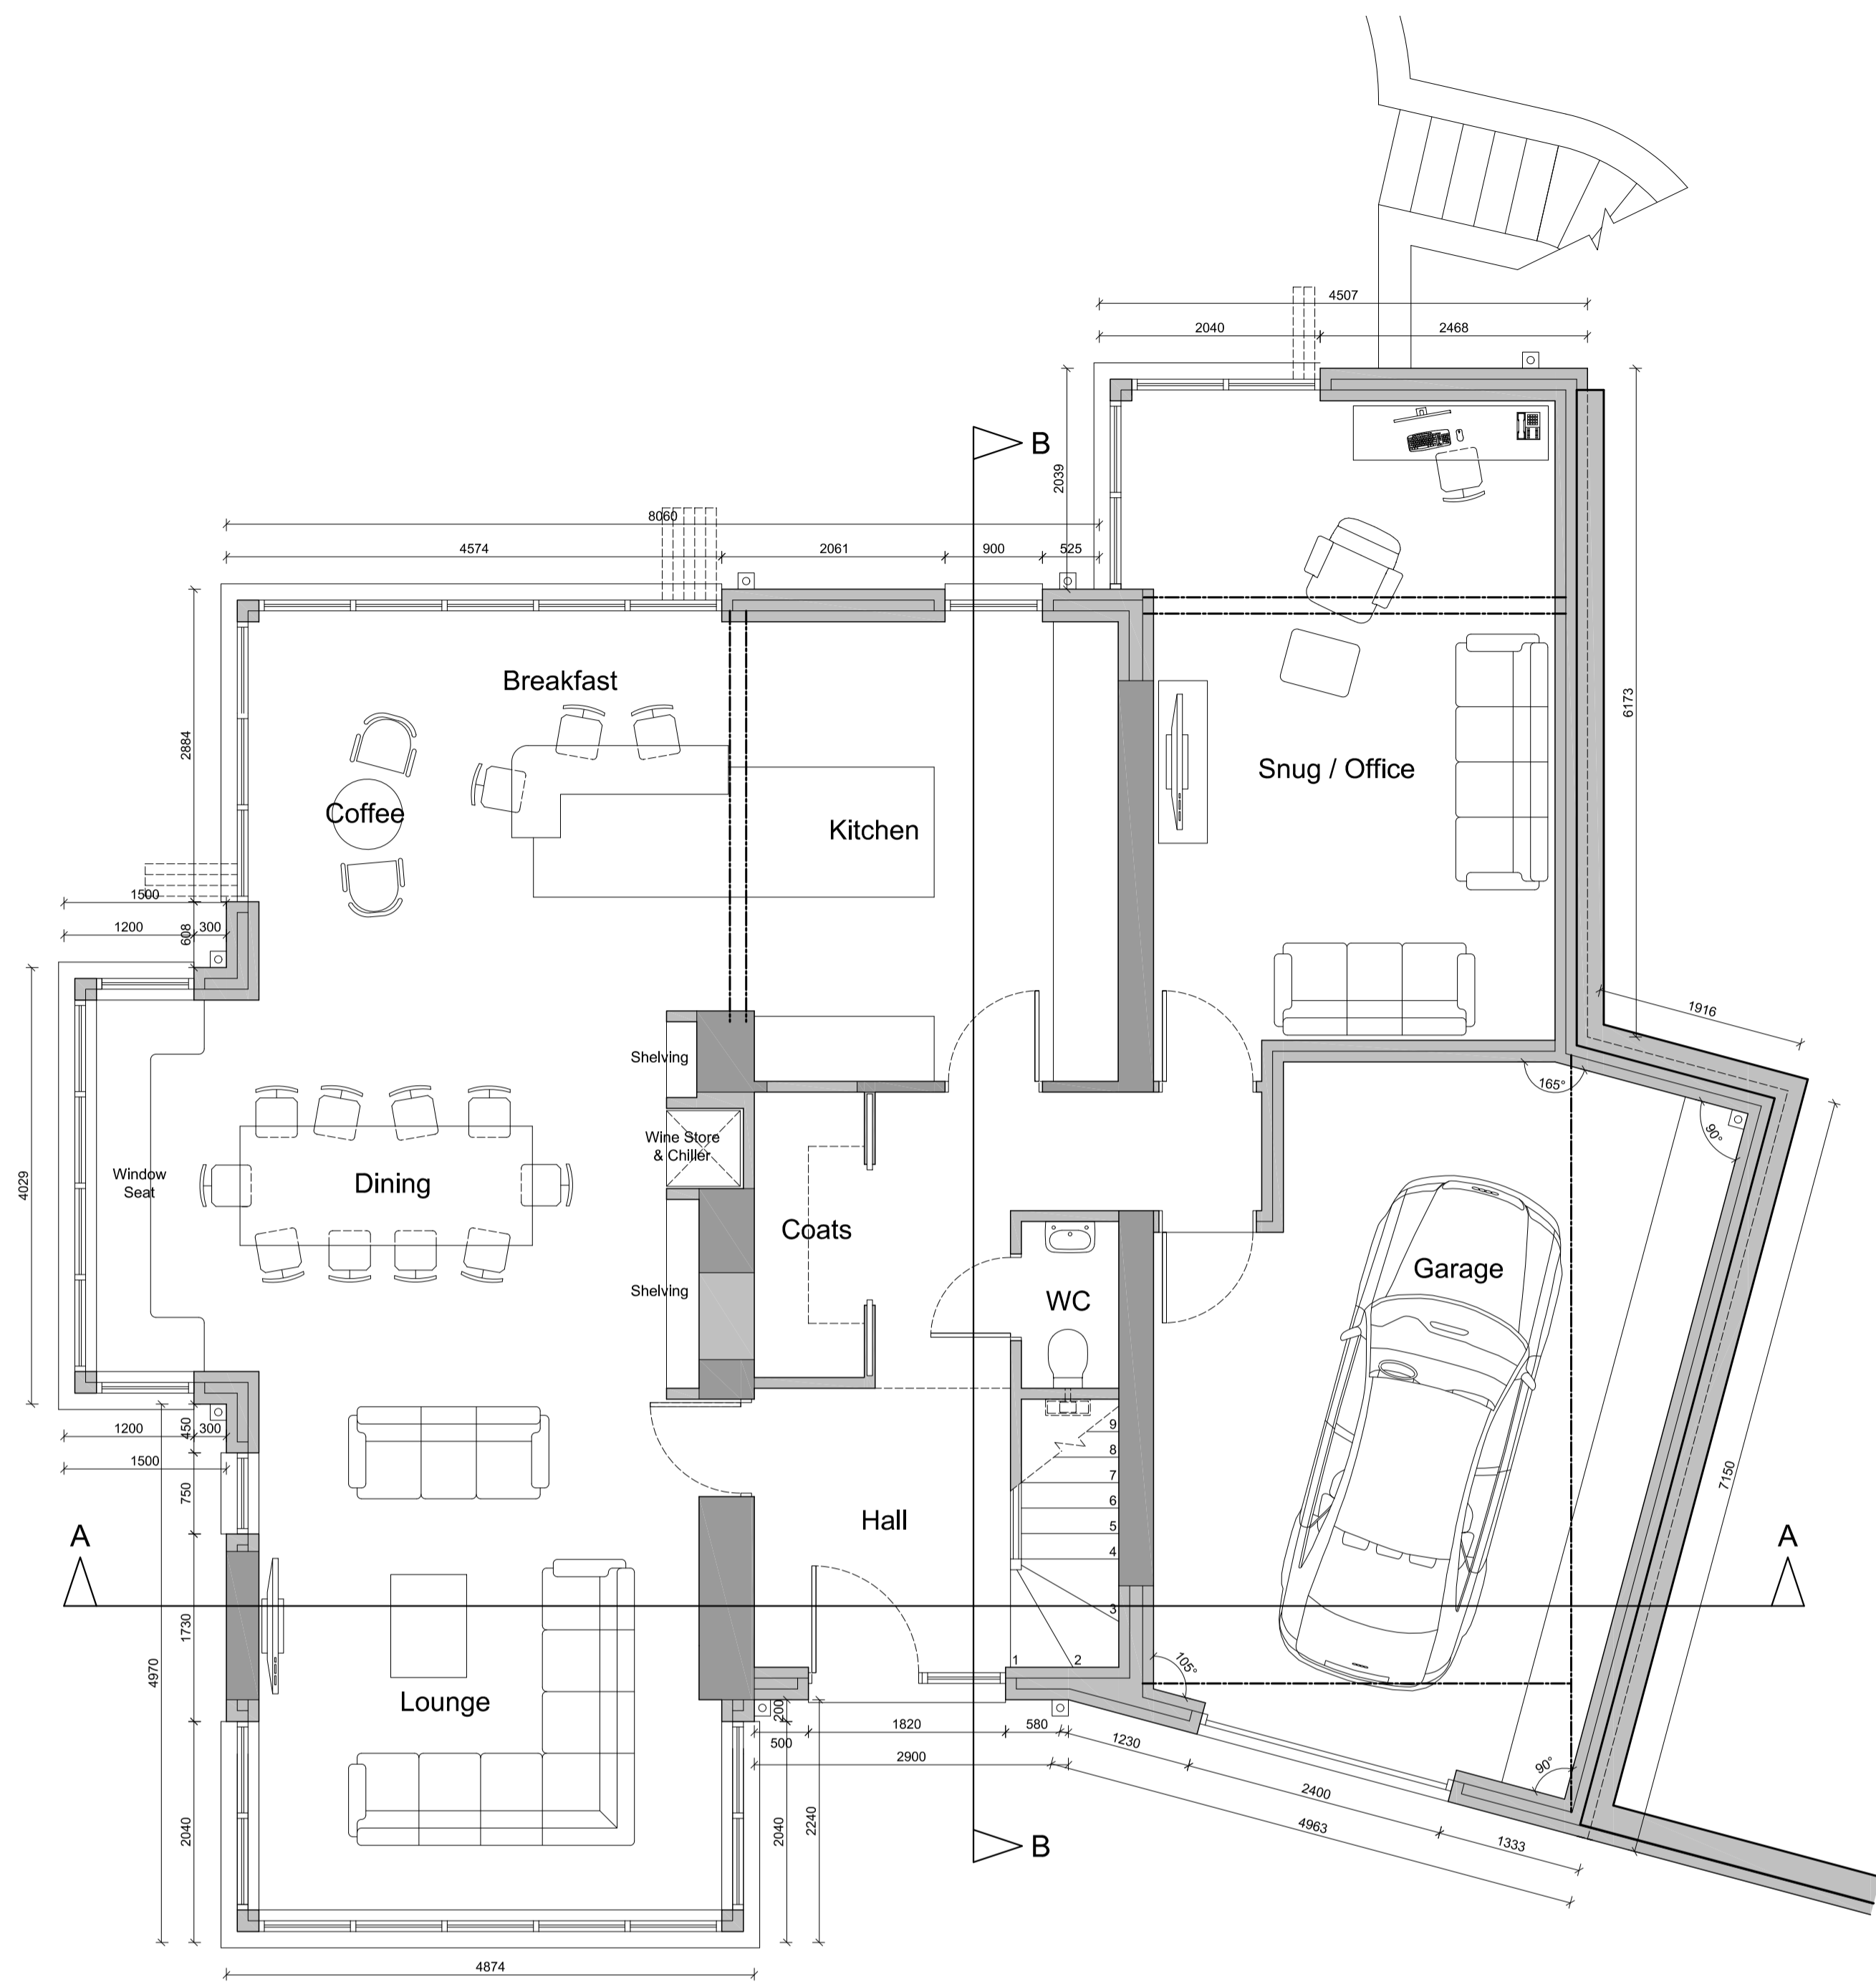 4507
2040
2468
B
2039
8060
4574
2061
900
525
6173
2884
Breakfast
Coffee
Kitchen
Snug / Office
1500
1200
608
300
4029
1916
165°
90°
Shelving
Wine Store
& Chiller
Window
Seat
Dining
Coats
Shelving
WC
Garage
7150
1200
450
300
1500
750
9
8
7
6
5
4
3
2
1
Hall
A
A
1730
4970
Lounge
105°
200
1820
580
500
2900
1230
2400
4963
1333
90°
2040
2040
2240
B
4874